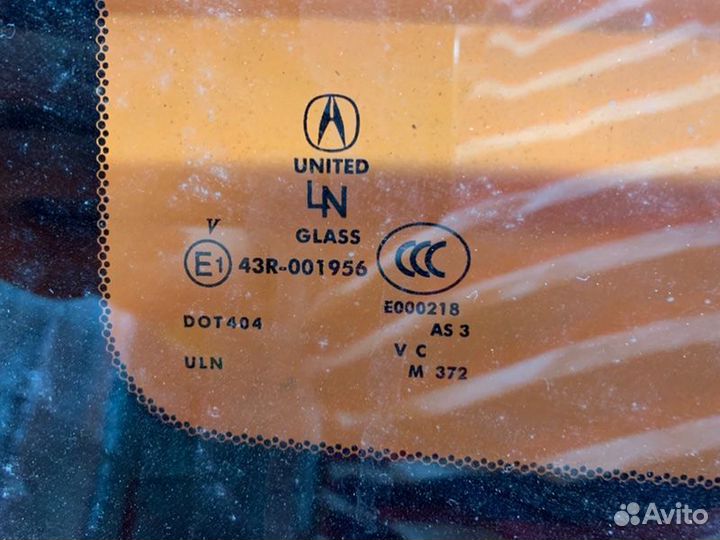 UNITED
LN
GLASS
V
E1 43R-001956
CCC
E000218
DOT404
AS 3
V C
ULN
M 372
Avito